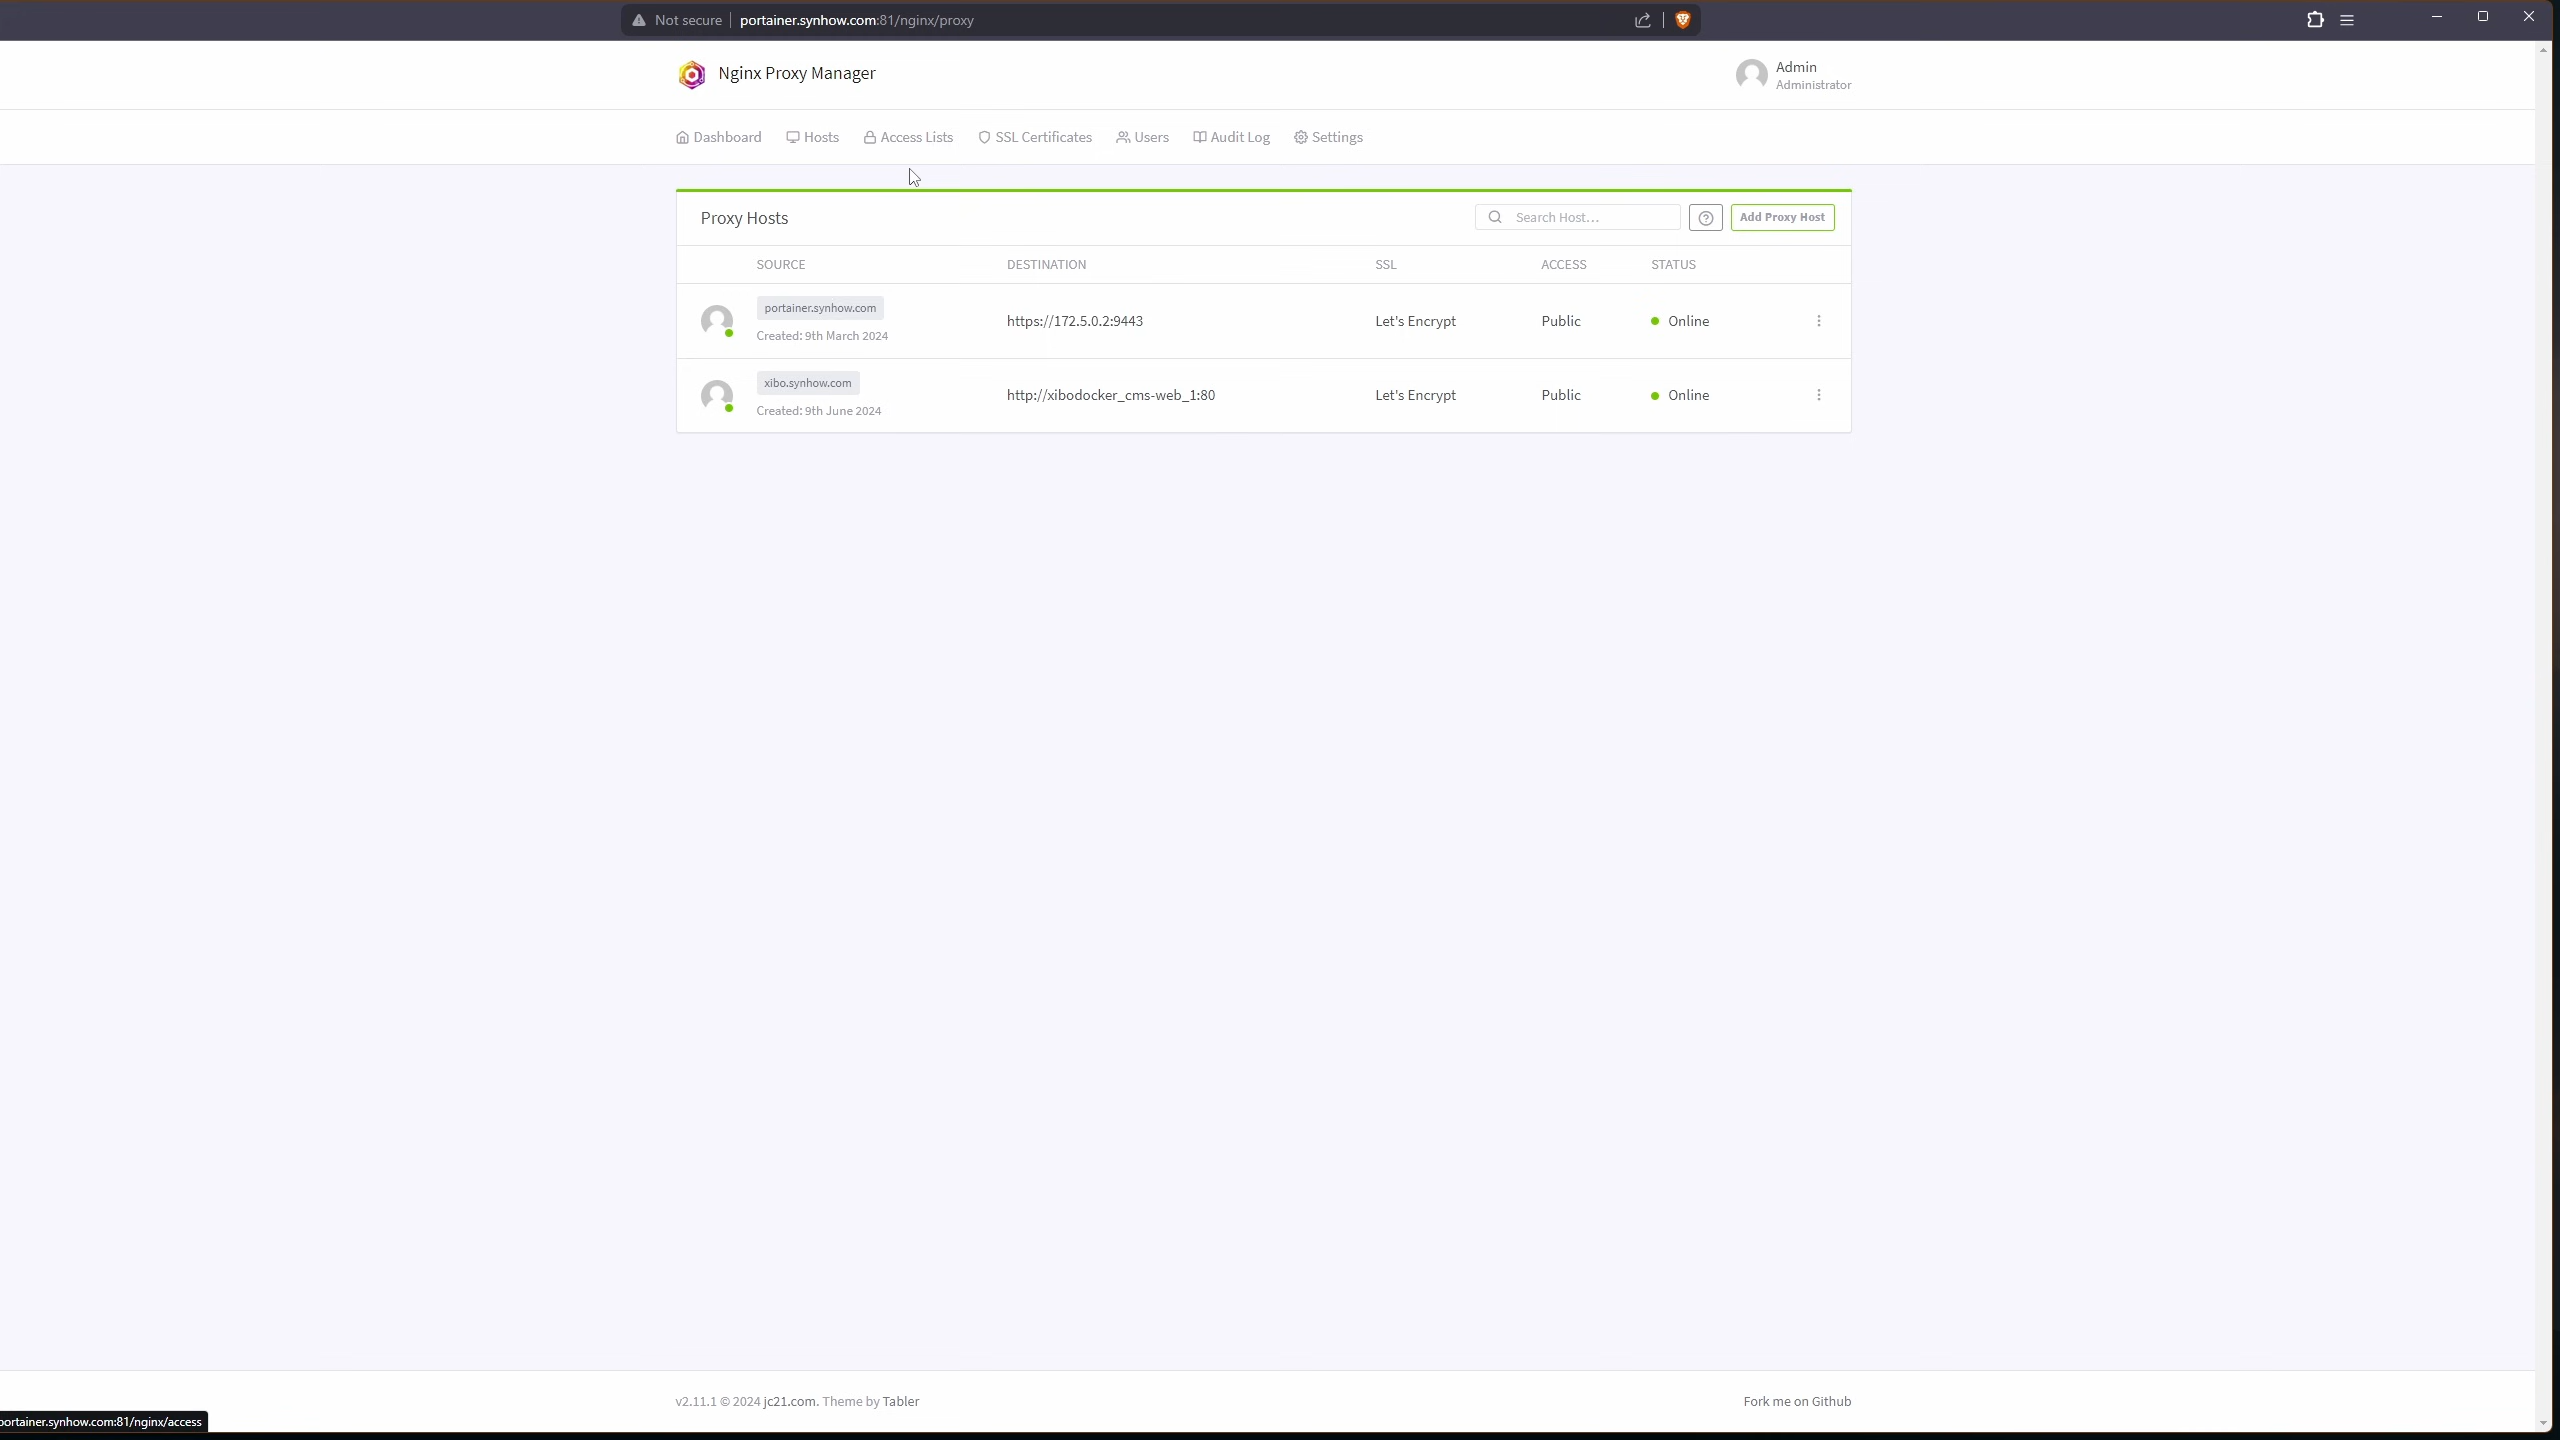 Not secure portainer.synhow.com:81/nginx/proxy
Nginx Proxy Manager
Admin
Administrator
Dashboard Hosts Access Lists SSL Certificates Users Audit Log Settings
Proxy Hosts Search Host... Add Proxy Host
SOURCE DESTINATION SSL ACCESS STATUS
portainer.synhow.com
Created: 9th March 2024
https://172.5.0.2:9443 Let's Encrypt Public Online
xibo.synhow.com
Created: 9th June 2024
http://xibodocker_cms-web_1:80 Let's Encrypt Public Online
v2.11.1 © 2024 jc21.com. Theme by Tabler Fork me on Github
portainer.synhow.com:81/nginx/access